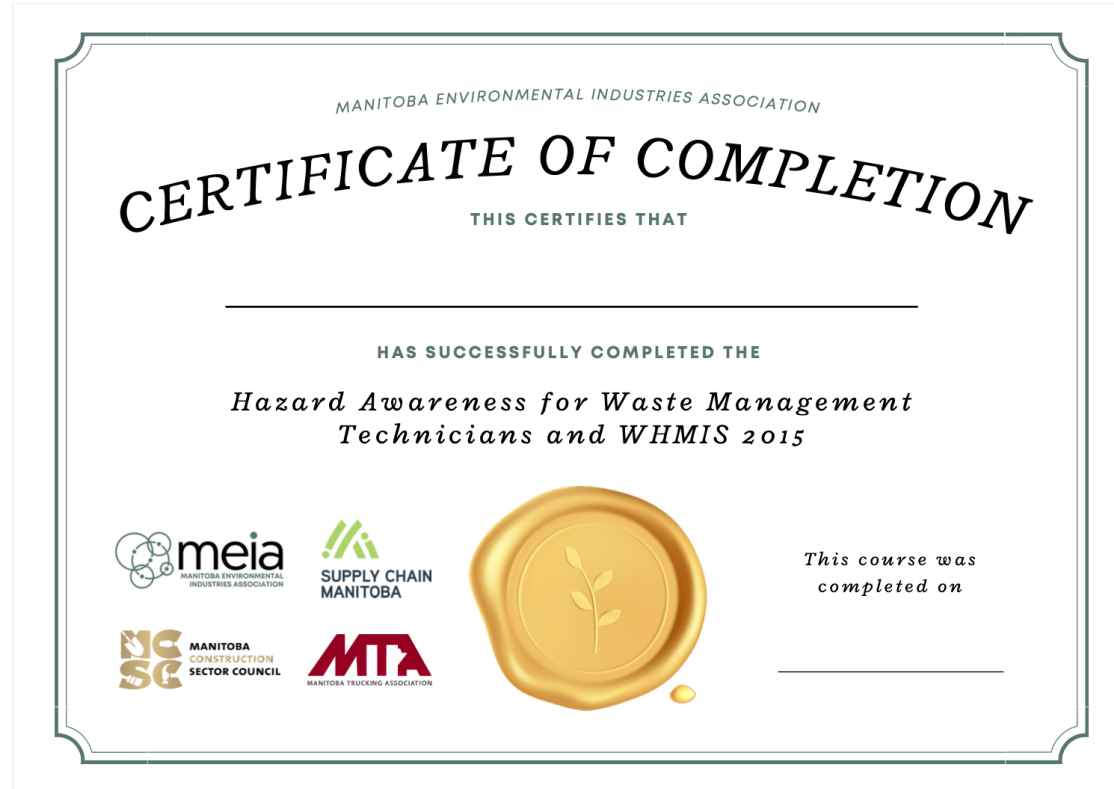 MANITOBA ENVIRONMENTAL INDUSTRIES ASSOCIATION
CERTIFICATE OF COMPLETION
THIS CERTIFIES THAT
HAS SUCCESSFULLY COMPLETED THE
Hazard Awareness for Waste Management
Technicians and WHMIS 2015
meia
MANITOBA ENVIRONMENTAL
INDUSTRIES ASSOCIATION
SUPPLY CHAIN
MANITOBA
MCSC
MANITOBA
CONSTRUCTION
SECTOR COUNCIL
MTA
MANITOBA TRUCKING ASSOCIATION
This course was
completed on